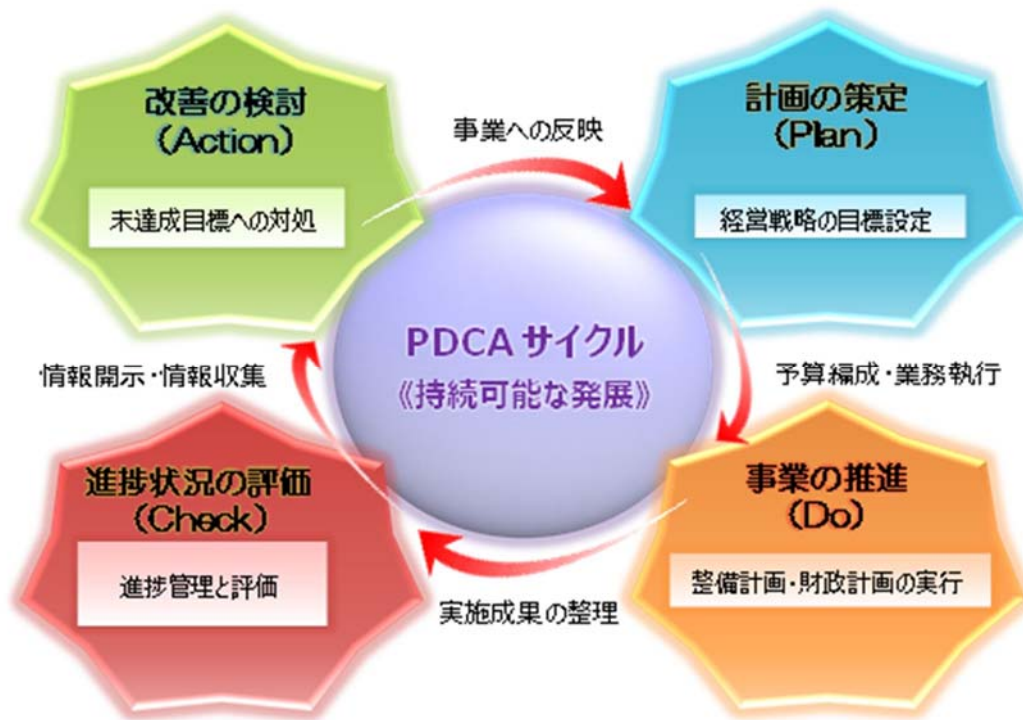 改善の検討
(Action)
未達成目標への対処
事業への反映
計画の策定
(Plan)
経営戦略の目標設定
PDCA サイクル
《持続可能な発展》
情報開示・情報収集
予算編成・業務執行
進捗状況の評価
(Check)
進捗管理と評価
事業の推進
(Do)
整備計画・財政計画の実行
実施成果の整理